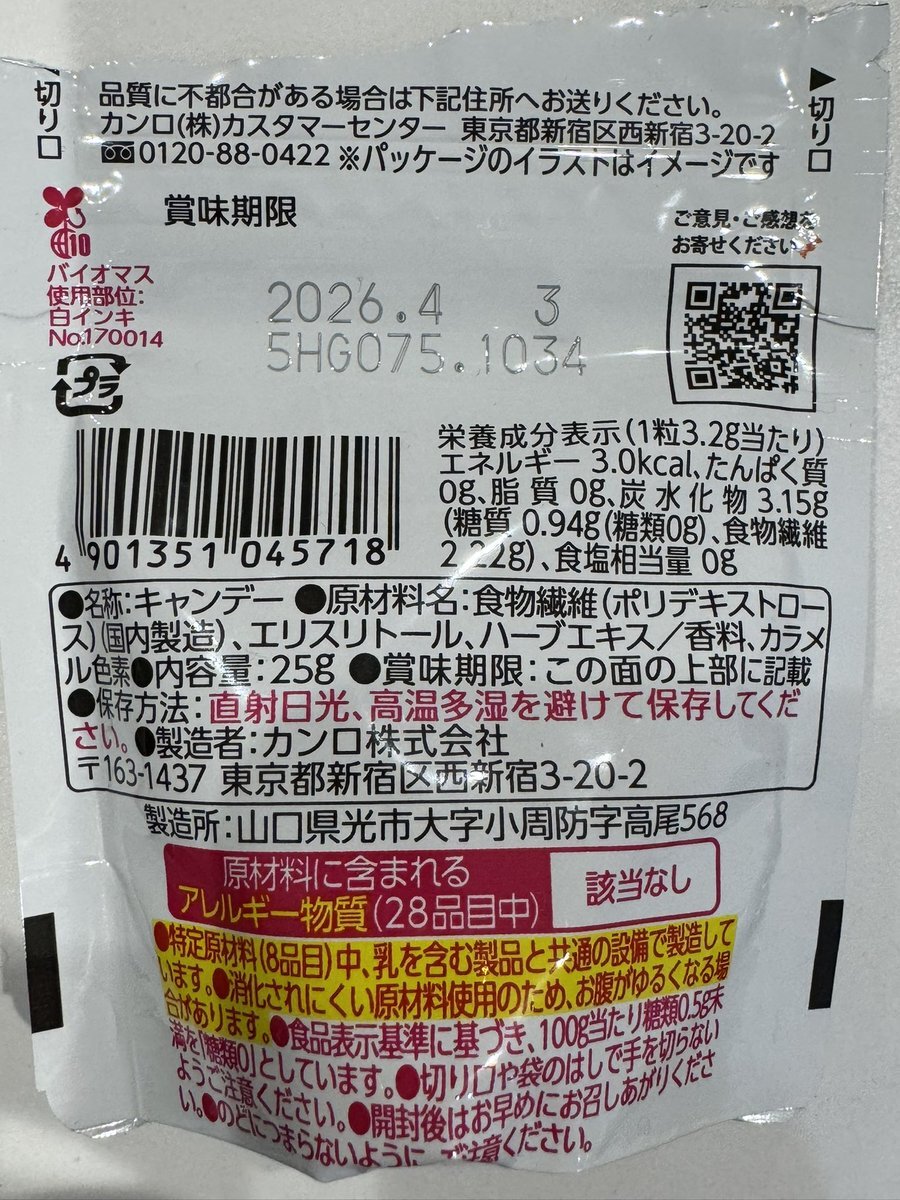 切り口
切り口
品質に不都合がある場合は下記住所へお送りください。
カンロ(株)カスタマーセンター 東京都新宿区西新宿3-20-2
0120-88-0422 ※パッケージのイラストはイメージです
賞味期限
ご意見・ご感想を
お寄せください
10
バイオマス
使用部位:
白インキ
No.170014
プラ
2026.4 3
5HG075.1034
栄養成分表示(1粒3.2g当たり)
エネルギー 3.0kcal、たんぱく質
0g、脂質 0g、炭水化物 3.15g
(糖質 0.94g(糖類0g)、食物繊維
2.22g)、食塩相当量 0g
4 901351 045718
●名称:キャンデー ●原材料名:食物繊維(ポリデキストロー
ス)(国内製造)、エリスリトール、ハーブエキス/香料、カラメ
ル色素●内容量:25g ●賞味期限:この面の上部に記載
●保存方法:直射日光、高温多湿を避けて保存してくだ
さい。●製造者:カンロ株式会社
〒163-1437 東京都新宿区西新宿3-20-2
製造所:山口県光市大字小周防字高尾568
原材料に含まれる
アレルギー物質(28品目中)
該当なし
●特定原材料(8品目)中、乳を含む製品と共通の設備で製造して
います。●消化されにくい原材料使用のため、お腹がゆるくなる場
合があります。●食品表示基準に基づき、100g当たり糖類0.5g未
満を「糖類0」としています。●切り口や袋のはしで手を切らない
ようご注意ください。●開封後はお早めにお召しあがりくださ
い。●のどにつまらないようにご注意ください。